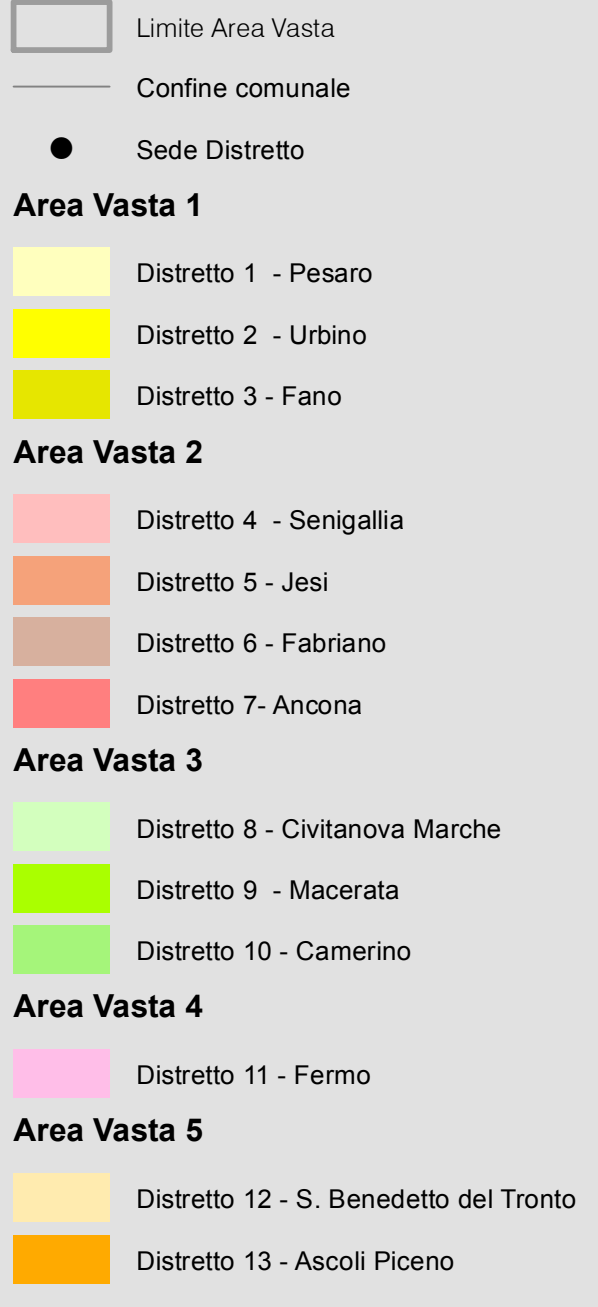 Limite Area Vasta
Confine comunale
Sede Distretto
Area Vasta 1
Distretto 1  - Pesaro
Distretto 2  - Urbino
Distretto 3 - Fano
Area Vasta 2
Distretto 4  - Senigallia
Distretto 5 - Jesi
Distretto 6 - Fabriano
Distretto 7- Ancona
Area Vasta 3
Distretto 8 - Civitanova Marche
Distretto 9  - Macerata
Distretto 10 - Camerino
Area Vasta 4
Distretto 11 - Fermo
Area Vasta 5
Distretto 12 - S. Benedetto del Tronto
Distretto 13 - Ascoli Piceno